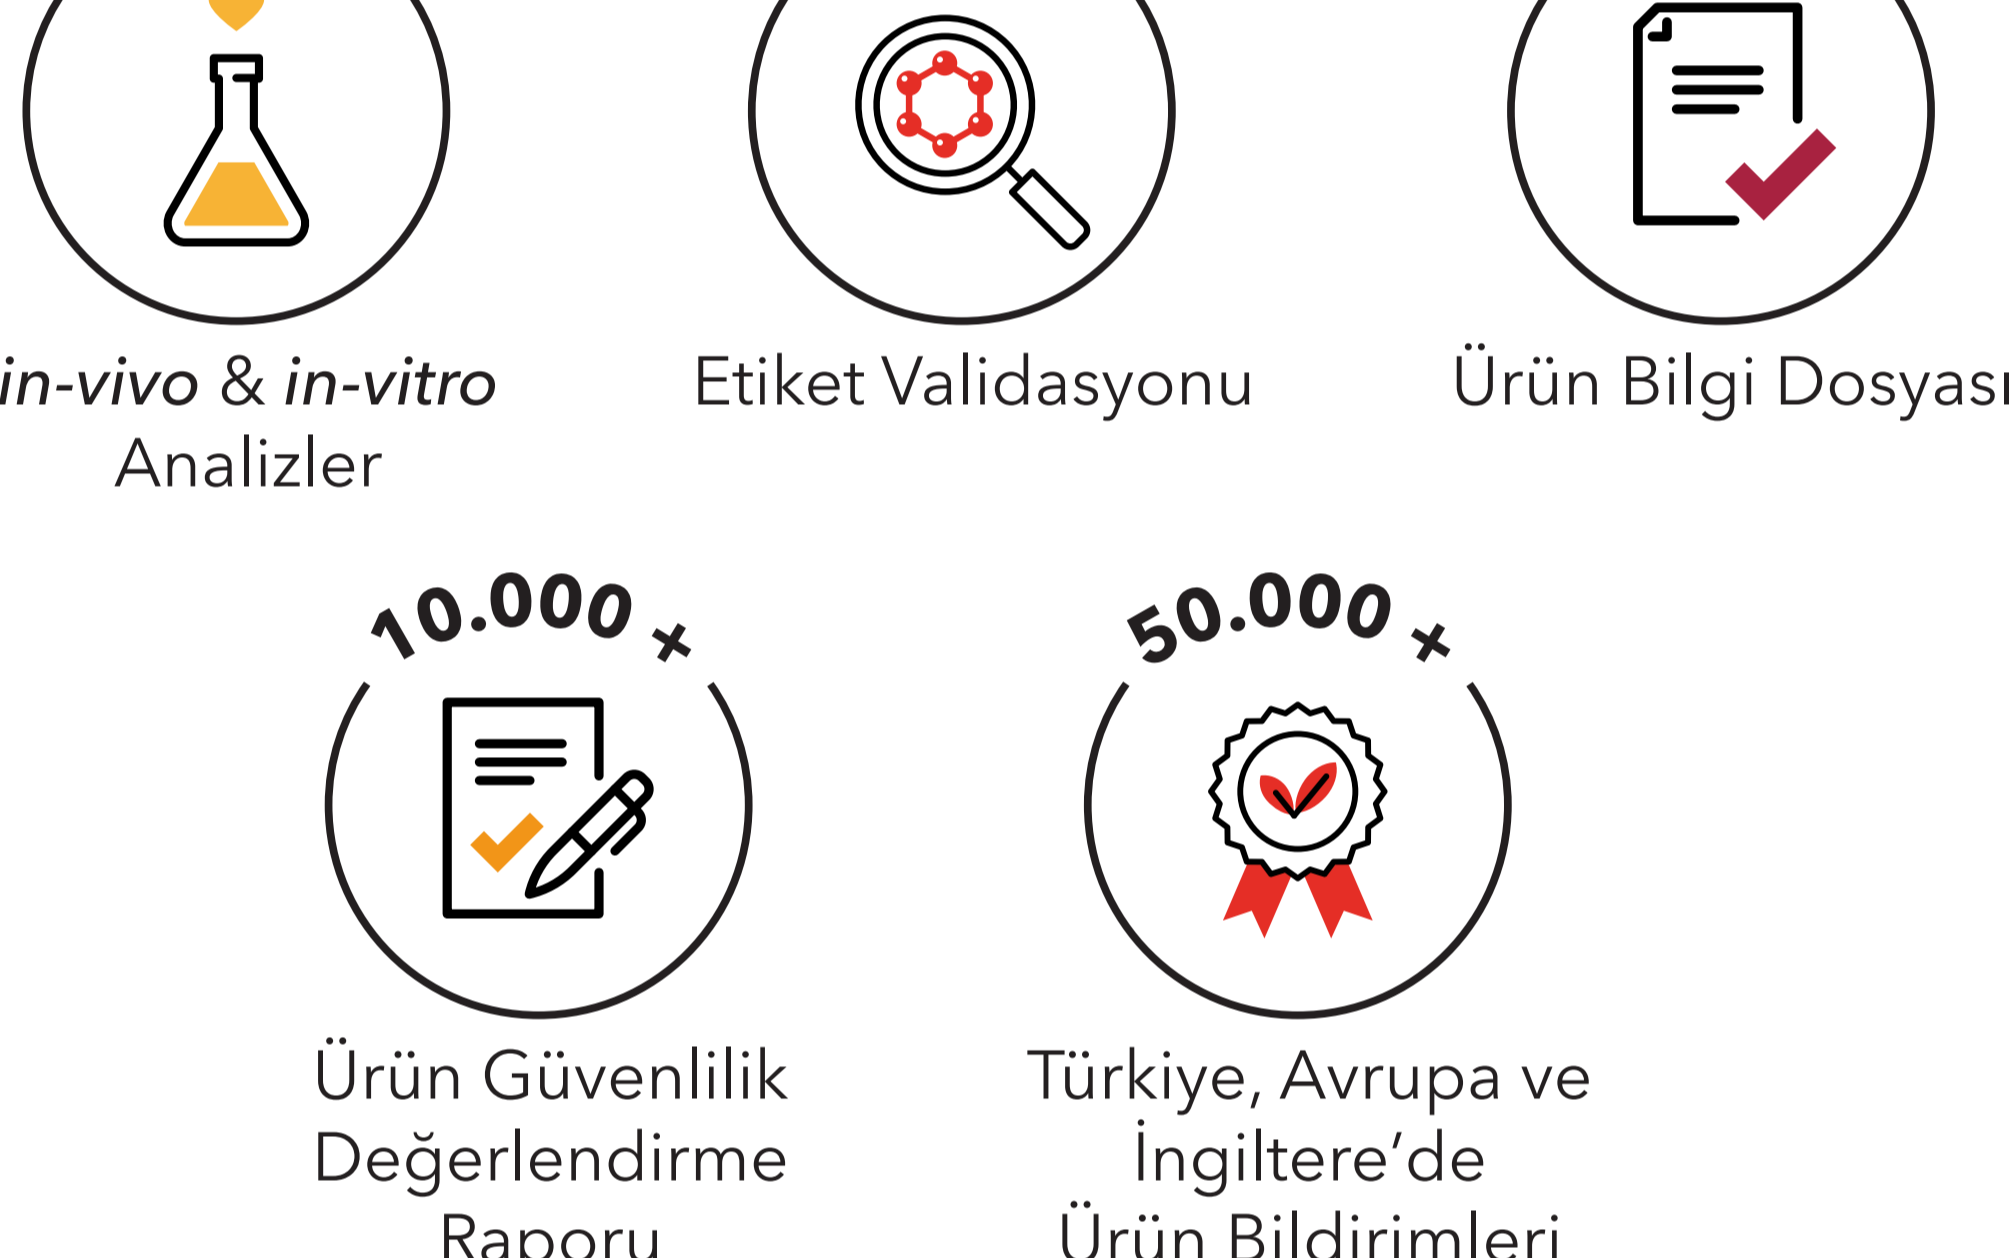 in-vivo & in-vitro
Analizler
Etiket Validasyonu
Ürün Bilgi Dosyası
10.000 +
Ürün Güvenlilik
Değerlendirme
Raporu
50.000 +
Türkiye, Avrupa ve
İngiltere’de
Ürün Bildirimleri